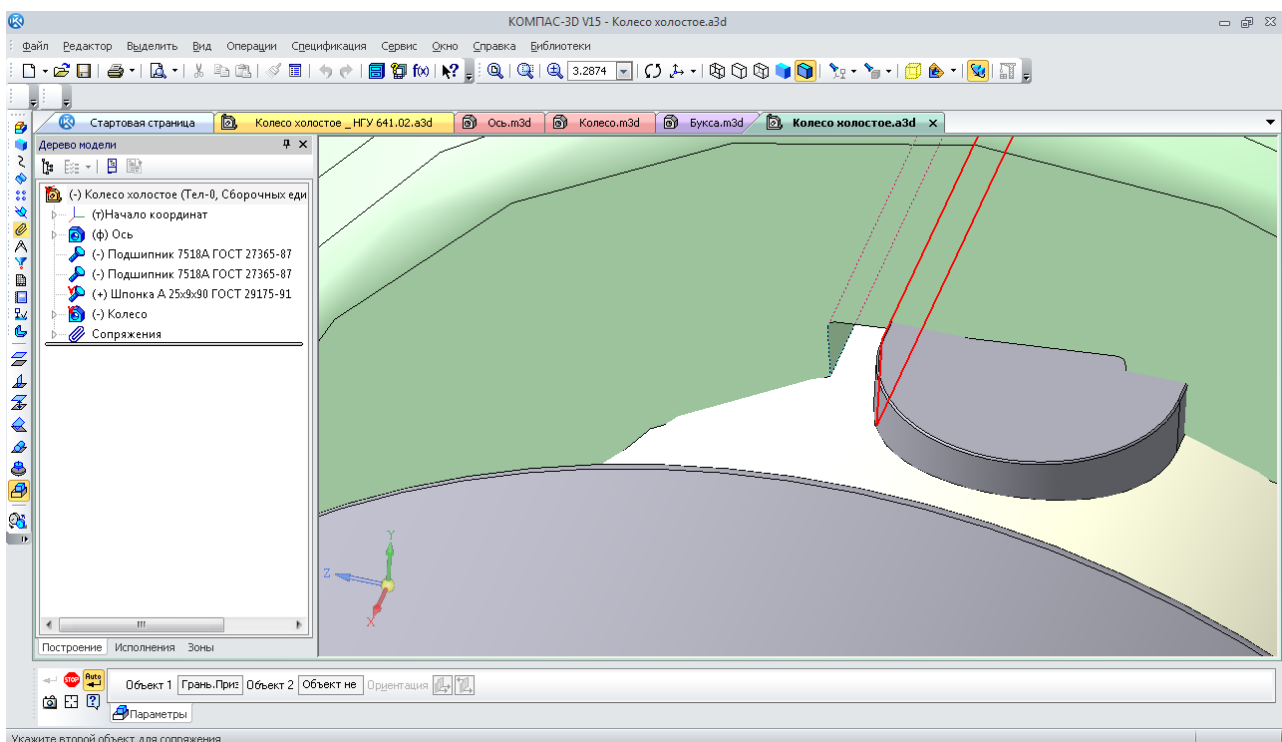 КОМПАС-3D V15 - Колесо холостое.a3d
Файл Редактор Выделить Вид Операции Спецификация Сервис Окно Справка Библиотеки
3.2874
Стартовая страница Колесо холостое _ НГУ 641.02.a3d Ось.m3d Колесо.m3d Букса.m3d Колесо холостое.a3d
Дерево модели
(-) Колесо холостое (Тел-0, Сборочных еди
(т)Начало координат
(ф) Ось
(-) Подшипник 7518А ГОСТ 27365-87
(-) Подшипник 7518А ГОСТ 27365-87
(+) Шпонка А 25х9х90 ГОСТ 29175-91
(-) Колесо
Сопряжения
Y
Z
X
Построение Исполнения Зоны
STOP Auto Объект 1 Грань.Приз Объект 2 Объект не Ориентация
Параметры
Укажите второй объект для сопряжения